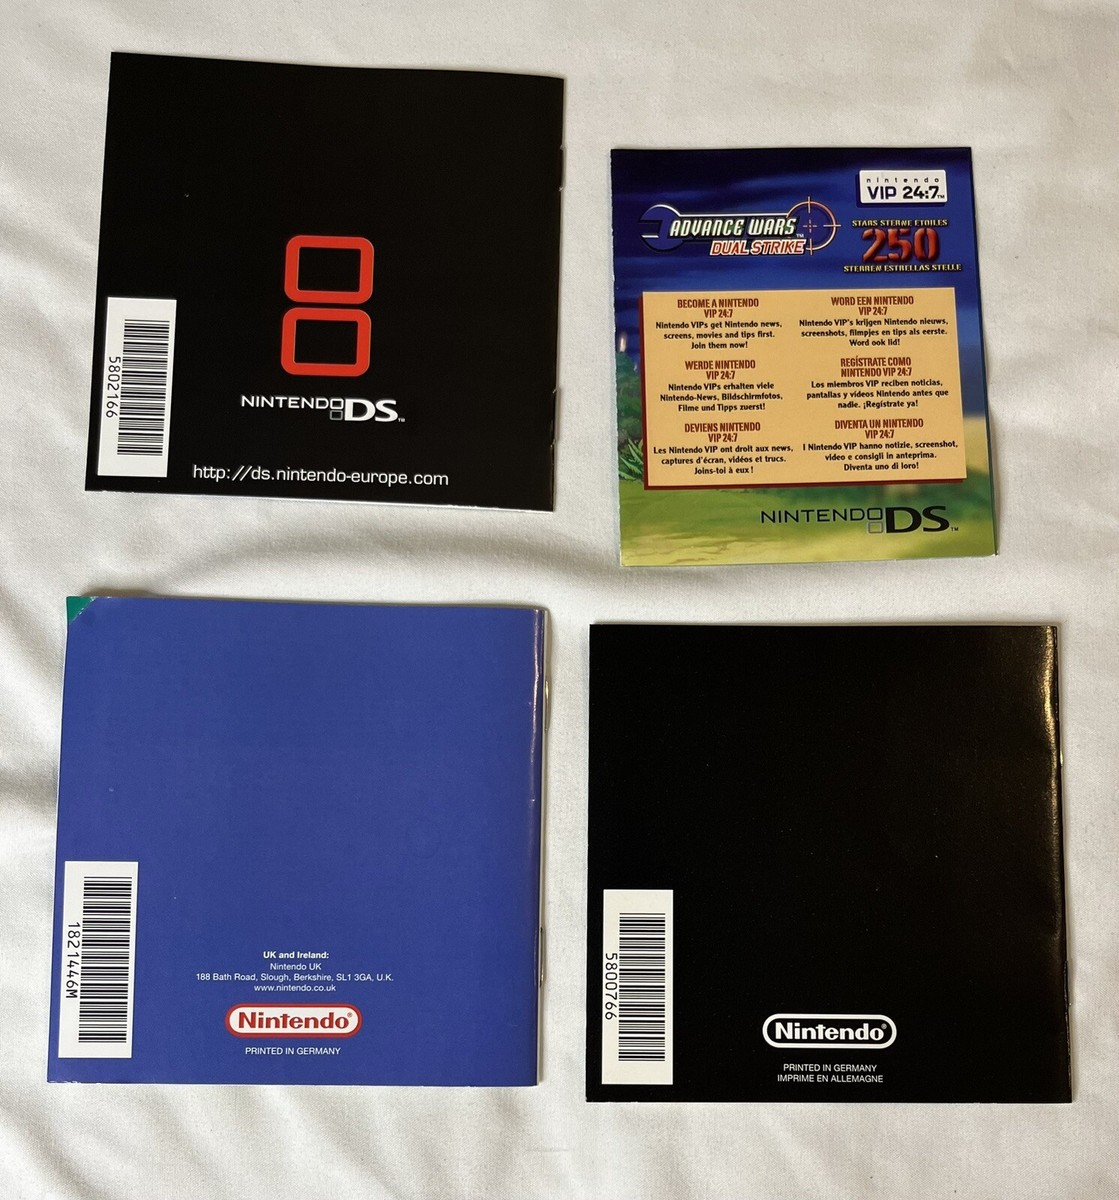 5802166
NINTENDO DS™
http://ds.nintendo-europe.com
nintendo
VIP 24:7™
ADVANCE WARS™
DUAL STRIKE
STARS STERNE ETOILES
250
STERREN ESTRELLAS STELLE
BECOME A NINTENDO
VIP 24:7
Nintendo VIPs get Nintendo news,
screens, movies and tips first.
Join them now!
WERDE NINTENDO
VIP 24:7
Nintendo VIPs erhalten viele
Nintendo-News, Bildschirmfotos,
Filme und Tipps zuerst!
DEVIENS NINTENDO
VIP 24:7
Les Nintendo VIP ont droit aux news,
captures d'écran, vidéos et trucs.
Joins-toi à eux !
WORD EEN NINTENDO
VIP 24:7
Nintendo VIP's krijgen Nintendo nieuws,
screenshots, filmpjes en tips als eerste.
Word ook lid!
REGÍSTRATE COMO
NINTENDO VIP 24:7
Los miembros VIP reciben noticias,
pantallas y vídeos Nintendo antes que
nadie. ¡Regístrate ya!
DIVENTA UN NINTENDO
VIP 24:7
I Nintendo VIP hanno notizie, screenshot,
video e consigli in anteprima.
Diventa uno di loro!
NINTENDO DS™
1821446M
UK and Ireland:
Nintendo UK
188 Bath Road, Slough, Berkshire, SL1 3GA, U.K.
www.nintendo.co.uk
Nintendo®
PRINTED IN GERMANY
5800766
Nintendo®
PRINTED IN GERMANY
IMPRIME EN ALLEMAGNE